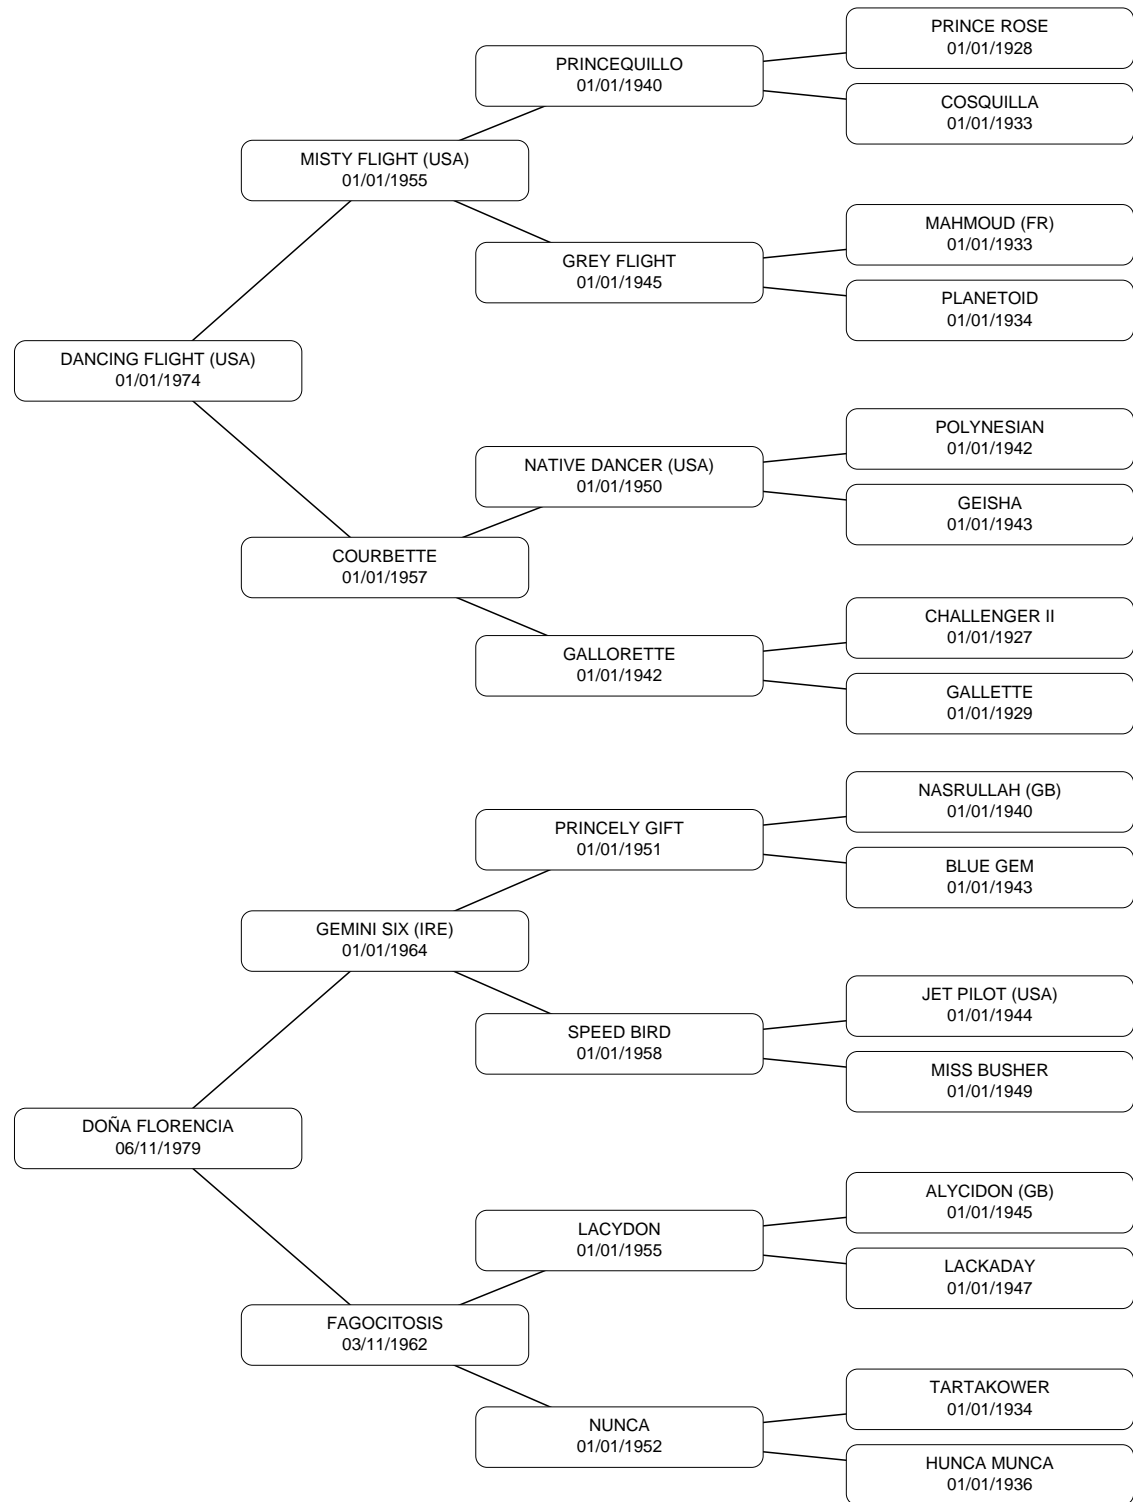 PRINCE ROSE
01/01/1928
PRINCEQUILLO
01/01/1940
COSQUILLA
01/01/1933
MISTY FLIGHT (USA)
01/01/1955
MAHMOUD (FR)
01/01/1933
GREY FLIGHT
01/01/1945
PLANETOID
01/01/1934
DANCING FLIGHT (USA)
01/01/1974
POLYNESIAN
01/01/1942
NATIVE DANCER (USA)
01/01/1950
GEISHA
01/01/1943
COURBETTE
01/01/1957
CHALLENGER II
01/01/1927
GALLORETTE
01/01/1942
GALLETTE
01/01/1929
NASRULLAH (GB)
01/01/1940
PRINCELY GIFT
01/01/1951
BLUE GEM
01/01/1943
GEMINI SIX (IRE)
01/01/1964
JET PILOT (USA)
01/01/1944
SPEED BIRD
01/01/1958
MISS BUSHER
01/01/1949
DOÑA FLORENCIA
06/11/1979
ALYCIDON (GB)
01/01/1945
LACYDON
01/01/1955
LACKADAY
01/01/1947
FAGOCITOSIS
03/11/1962
TARTAKOWER
01/01/1934
NUNCA
01/01/1952
HUNCA MUNCA
01/01/1936